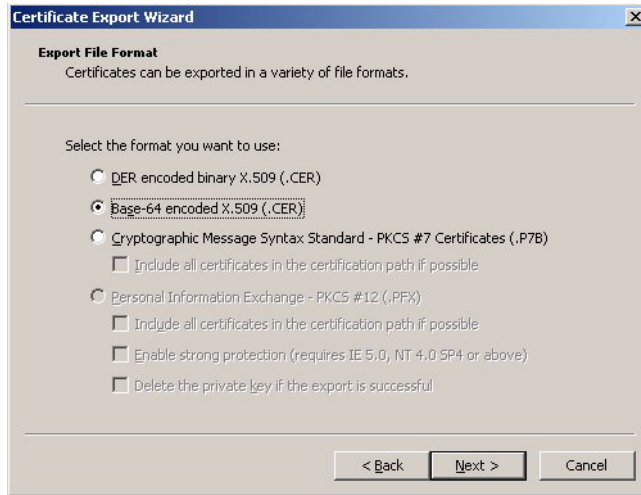 Certificate Export Wizard
Export File Format
Certificates can be exported in a variety of file formats.
Select the format you want to use:
DER encoded binary X.509 (.CER)
Base-64 encoded X.509 (.CER)
Cryptographic Message Syntax Standard - PKCS #7 Certificates (.P7B)
Include all certificates in the certification path if possible
Personal Information Exchange - PKCS #12 (.PFX)
Include all certificates in the certification path if possible
Enable strong protection (requires IE 5.0, NT 4.0 SP4 or above)
Delete the private key if the export is successful
< Back Next > Cancel